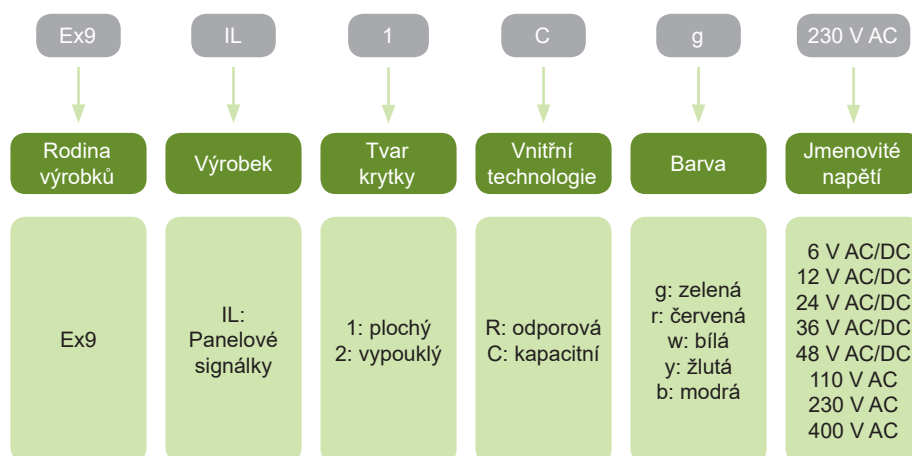 Ex9
IL
1
C
g
230 V AC
Rodina
výrobků
Výrobek
Tvar
krytky
Vnitřní
technologie
Barva
Jmenovité
napětí
Ex9
IL:
Panelové
signálky
1: plochý
2: vypouklý
R: odporová
C: kapacitní
g: zelená
r: červená
w: bílá
y: žlutá
b: modrá
6 V AC/DC
12 V AC/DC
24 V AC/DC
36 V AC/DC
48 V AC/DC
110 V AC
230 V AC
400 V AC